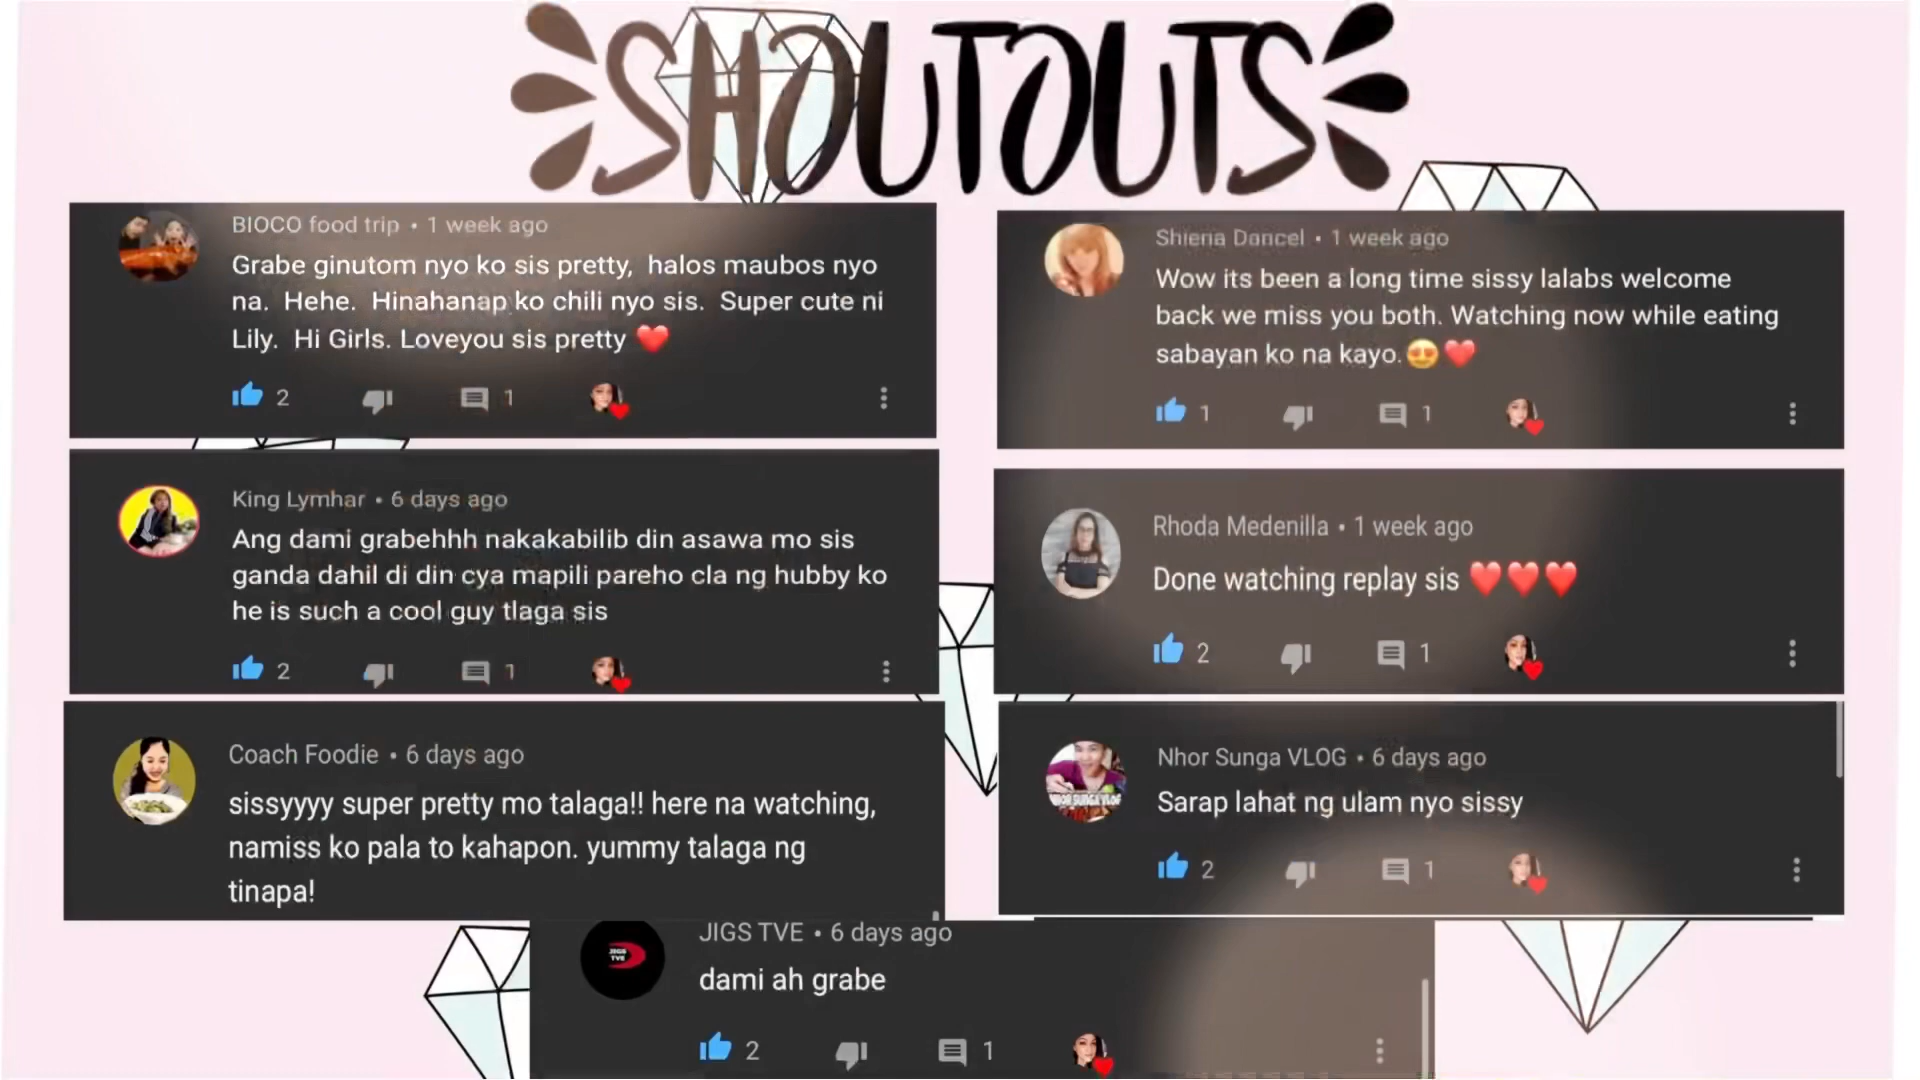 SHOUTOUTS
BIOCO food trip • 1 week ago
Grabe ginutom nyo ko sis pretty, halos maubos nyo
na. Hehe. Hinahanap ko chili nyo sis. Super cute ni
Lily. Hi Girls. Loveyou sis pretty ❤️
2 1
Shiena Dancel • 1 week ago
Wow its been a long time sissy lalabs welcome
back we miss you both. Watching now while eating
sabayan ko na kayo.😍❤️
1 1
King Lymhar • 6 days ago
Ang dami grabehhh nakakabilib din asawa mo sis
ganda dahil di din cya mapili pareho cla ng hubby ko
he is such a cool guy tlaga sis
2 1
Rhoda Medenilla • 1 week ago
Done watching replay sis ❤️❤️❤️
2 1
Coach Foodie • 6 days ago
sissyyyy super pretty mo talaga!! here na watching,
namiss ko pala to kahapon. yummy talaga ng
tinapa!
NHOR SUNGA VLOG
Nhor Sunga VLOG • 6 days ago
Sarap lahat ng ulam nyo sissy
2 1
JIGS
TVE
JIGS TVE • 6 days ago
dami ah grabe
2 1